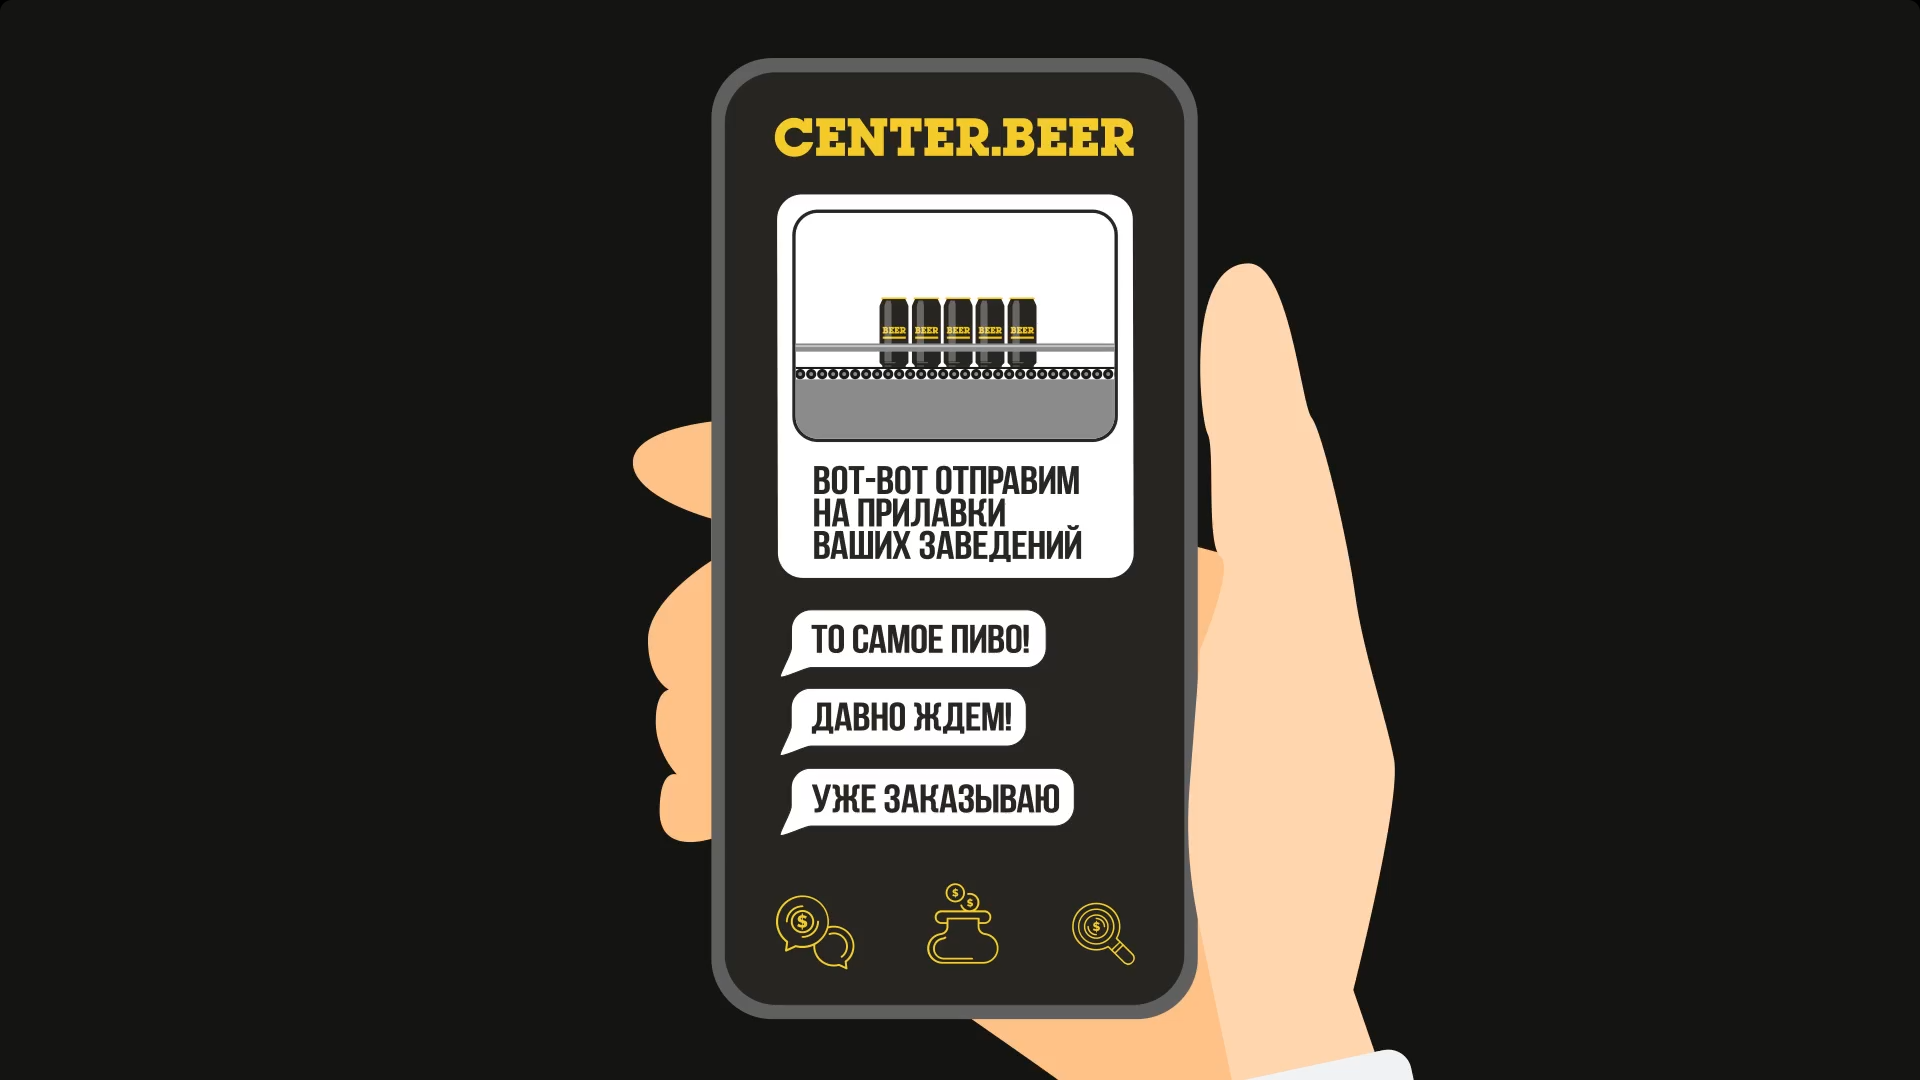 CENTER.BEER
BEER BEER BEER BEER BEER
ВОТ-ВОТ ОТПРАВИМ
НА ПРИЛАВКИ
ВАШИХ ЗАВЕДЕНИЙ
ТО САМОЕ ПИВО!
ДАВНО ЖДЕМ!
УЖЕ ЗАКАЗЫВАЮ
$ $ $ $